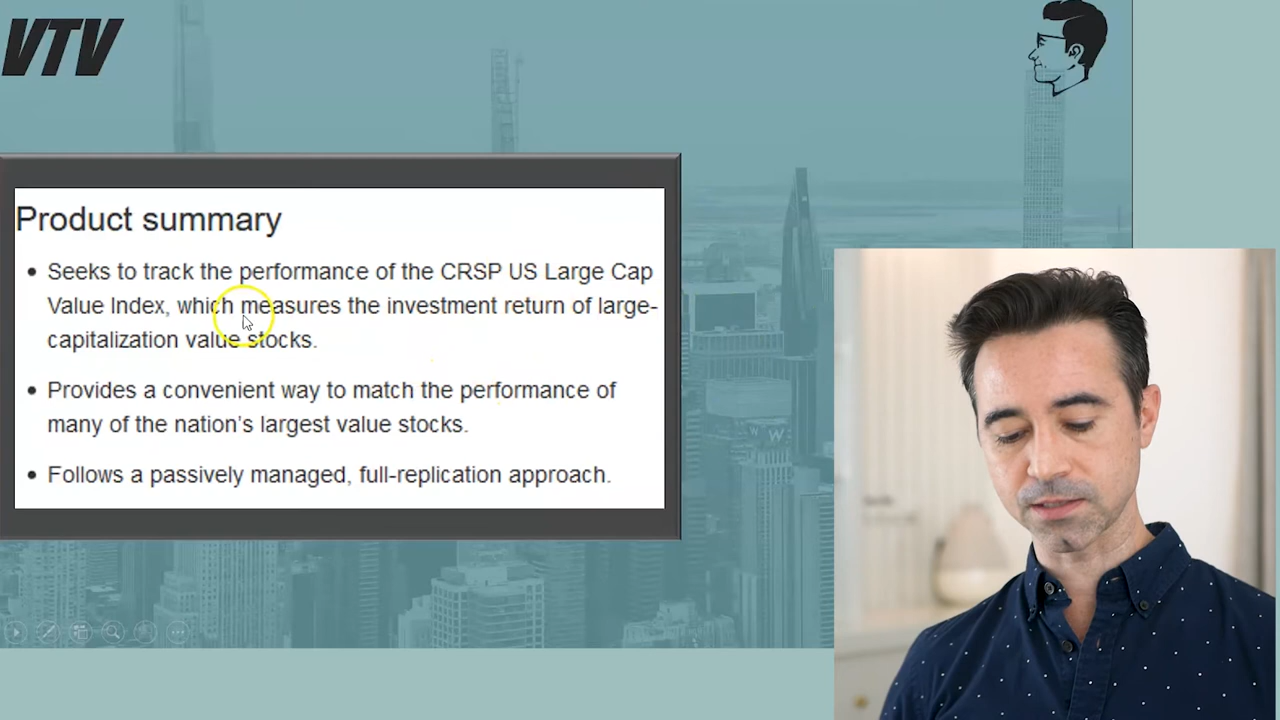 VTV
Product summary
• Seeks to track the performance of the CRSP US Large Cap
Value Index, which measures the investment return of large-
capitalization value stocks.
• Provides a convenient way to match the performance of
many of the nation's largest value stocks.
• Follows a passively managed, full-replication approach.
W W